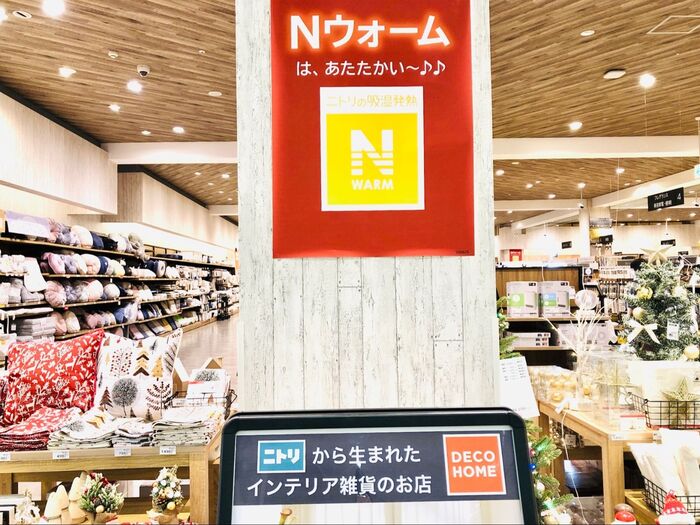 Nウォーム
は、あたたかい〜♪♪
ニトリの吸湿発熱
N
WARM
ニトリ から生まれた
インテリア雑貨のお店
DECO
HOME
4